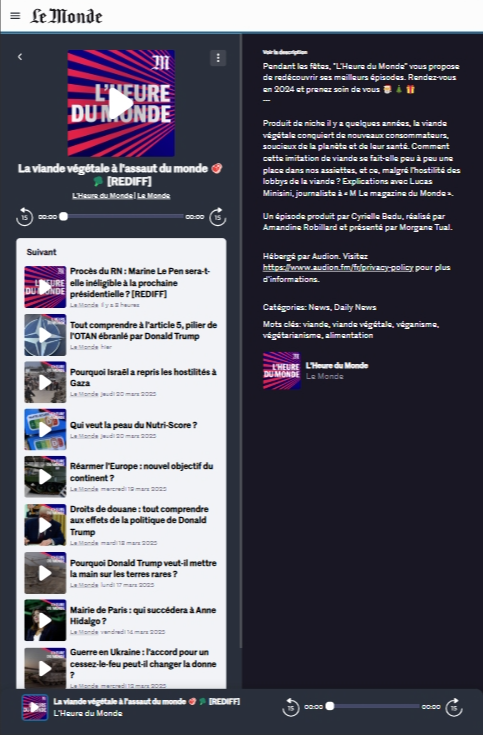 Le Monde
L'HEURE
DU MONDE
La viande végétale à l'assaut du monde 🥩
🥬 [REDIFF]
L'Heure du Monde | Le Monde
15 00:00 00:00 15
Suivant
Procès du RN : Marine Le Pen sera-t-
elle inéligible à la prochaine
présidentielle ? [REDIFF]
Le Monde il y a 8 heures
Tout comprendre à l'article 5, pilier de
l'OTAN ébranlé par Donald Trump
Le Monde hier
Pourquoi Israël a repris les hostilités à
Gaza
Le Monde jeudi 20 mars 2025
Qui veut la peau du Nutri-Score ?
Le Monde jeudi 20 mars 2025
Réarmer l'Europe : nouvel objectif du
continent ?
Le Monde mercredi 19 mars 2025
Droits de douane : tout comprendre
aux effets de la politique de Donald
Trump
Le Monde mardi 18 mars 2025
Pourquoi Donald Trump veut-il mettre
la main sur les terres rares ?
Le Monde lundi 17 mars 2025
Mairie de Paris : qui succédera à Anne
Hidalgo ?
Le Monde vendredi 14 mars 2025
Guerre en Ukraine : l'accord pour un
cessez-le-feu peut-il changer la donne
?
Le Monde mercredi 12 mars 2025
Voir la description
Pendant les fêtes, "L'Heure du Monde" vous propose
de redécouvrir ses meilleurs épisodes. Rendez-vous
en 2024 et prenez soin de vous 🎅 🎄 🎁
—
Produit de niche il y a quelques années, la viande
végétale conquiert de nouveaux consommateurs,
soucieux de la planète et de leur santé. Comment
cette imitation de viande se fait-elle peu à peu une
place dans nos assiettes, et ce, malgré l'hostilité des
lobbys de la viande ? Explications avec Lucas
Minisini, journaliste à « M Le magazine du Monde ».
Un épisode produit par Cyrielle Bedu, réalisé par
Amandine Robillard et présenté par Morgane Tual.
Hébergé par Audion. Visitez
https://www.audion.fm/fr/privacy-policy pour plus
d'informations.
Catégories: News, Daily News
Mots clés: viande, viande végétale, véganisme,
végétarianisme, alimentation
L'HEURE
DU MONDE
L'Heure du Monde
Le Monde
La viande végétale à l'assaut du monde 🥩 🥬 [REDIFF]
L'Heure du Monde
15 00:00 00:00 15